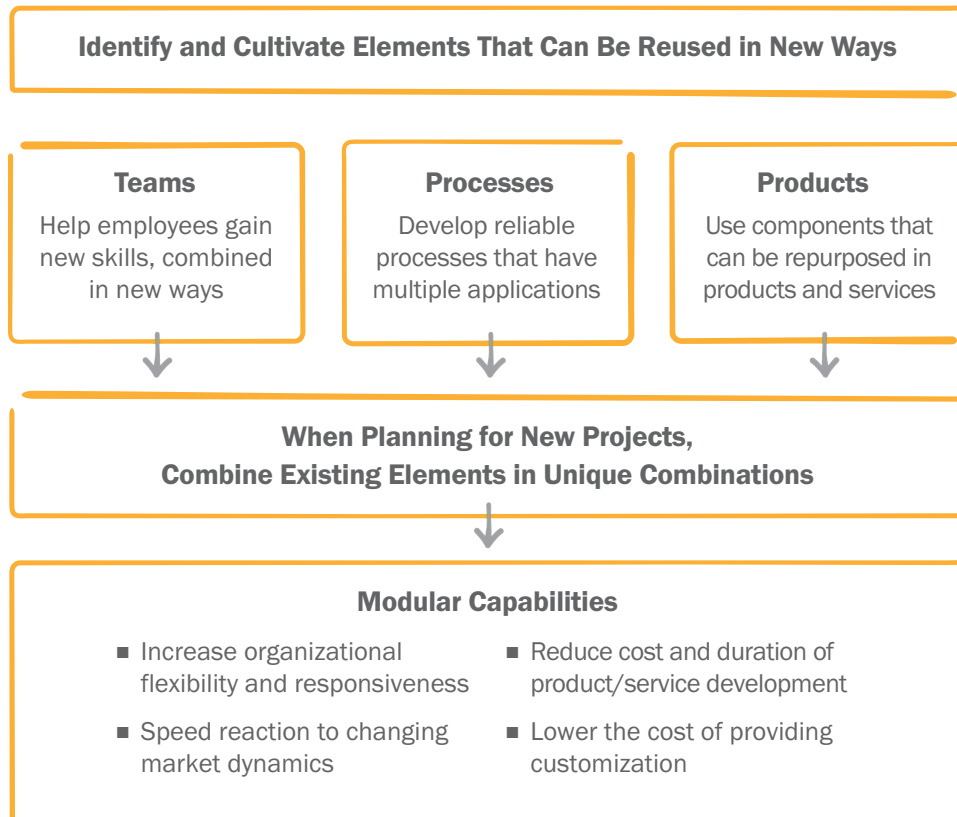 Identify and Cultivate Elements That Can Be Reused in New Ways
Teams
Help employees gain
new skills, combined
in new ways
Processes
Develop reliable
processes that have
multiple applications
Products
Use components that
can be repurposed in
products and services
When Planning for New Projects,
Combine Existing Elements in Unique Combinations
Modular Capabilities
■ Increase organizational
flexibility and responsiveness
■ Speed reaction to changing
market dynamics
■ Reduce cost and duration of
product/service development
■ Lower the cost of providing
customization